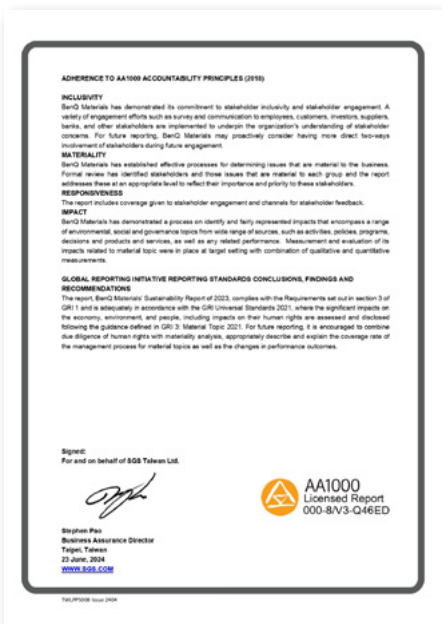 ADHERENCE TO AA1000 ACCOUNTABILITY PRINCIPLES (2018)
INCLUSIVITY
BenQ Materials has demonstrated its commitment to stakeholder inclusivity and stakeholder engagement. A
variety of engagement efforts such as survey and communication to employees, customers, investors, suppliers,
banks, and other stakeholders are implemented to underpin the organization's understanding of stakeholder
concerns. For future reporting, BenQ Materials may proactively consider having more direct two-ways
involvement of stakeholders during future engagement.
MATERIALITY
BenQ Materials has established effective processes for determining issues that are material to the business.
Formal review has identified stakeholders and those issues that are material to each group and the report
addresses these at an appropriate level to reflect their importance and priority to these stakeholders.
RESPONSIVENESS
The report includes coverage given to stakeholder engagement and channels for stakeholder feedback.
IMPACT
BenQ Materials has demonstrated a process on identify and fairly represented impacts that encompass a range
of environmental, social and governance topics from wide range of sources, such as activities, policies, programs,
decisions and products and services, as well as any related performance. Measurement and evaluation of its
impacts related to material topic were in place at target setting with combination of qualitative and quantitative
measurements.
GLOBAL REPORTING INITIATIVE REPORTING STANDARDS CONCLUSIONS, FINDINGS AND
RECOMMENDATIONS
The report, BenQ Materials' Sustainability Report of 2023, complies with the Requirements set out in section 3 of
GRI 1 and is adequately in accordance with the GRI Universal Standards 2021, where the significant impacts on
the economy, environment, and people, including impacts on their human rights are assessed and disclosed
following the guidance defined in GRI 3: Material Topic 2021. For future reporting, it is encouraged to combine
due diligence of human rights with materiality analysis, appropriately describe and explain the coverage rate of
the management process for material topics as well as the changes in performance outcomes.
Signed:
For and on behalf of SGS Taiwan Ltd.
AA1000
Licensed Report
000-8/V3-Q46ED
Stephen Pao
Business Assurance Director
Taipei, Taiwan
23 June, 2024
WWW.SGS.COM
TWLPP5008 Issue 2404